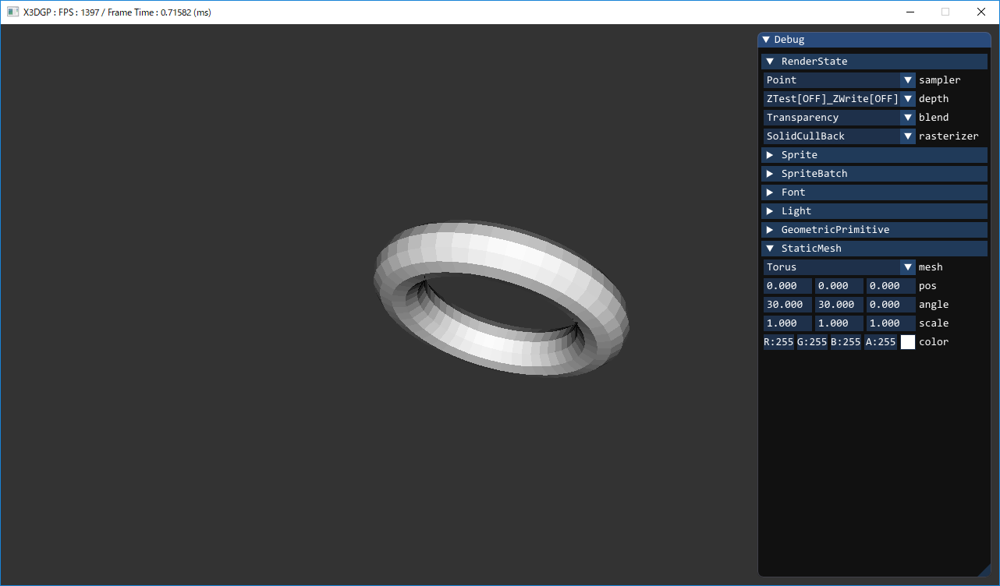 X3DGP : FPS : 1397 / Frame Time : 0.71582 (ms)
Debug
RenderState
Point sampler
ZTest[OFF]_ZWrite[OFF] depth
Transparency blend
SolidCullBack rasterizer
Sprite
SpriteBatch
Font
Light
GeometricPrimitive
StaticMesh
Torus mesh
0.000 0.000 0.000 pos
30.000 30.000 0.000 angle
1.000 1.000 1.000 scale
R:255 G:255 B:255 A:255 color